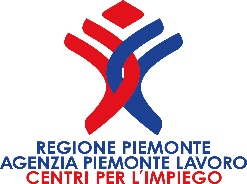 REGIONE PIEMONTE
AGENZIA PIEMONTE LAVORO
CENTRI PER L'IMPIEGO